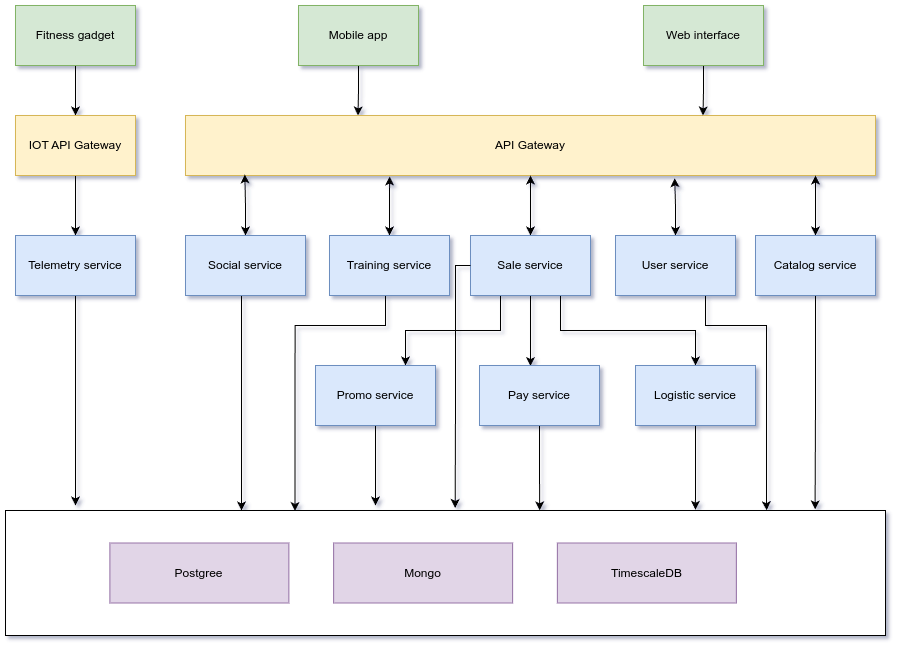 Fitness gadget
Mobile app
Web interface
IOT API Gateway
API Gateway
Telemetry service
Social service
Training service
Sale service
User service
Catalog service
Promo service
Pay service
Logistic service
Postgree
Mongo
TimescaleDB